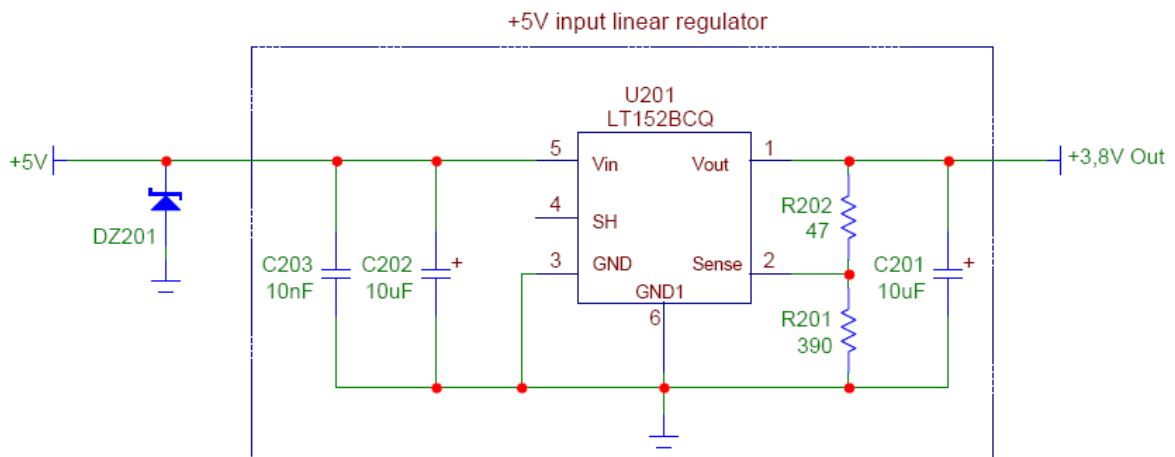 +5V input linear regulator
U201
LT152BCQ
+5V
5
Vin
Vout
1
+3,8V Out
4
SH
R202
47
DZ201
C203
10nF
C202
10uF
+
3
GND
Sense
2
C201
10uF
+
GND1
6
R201
390